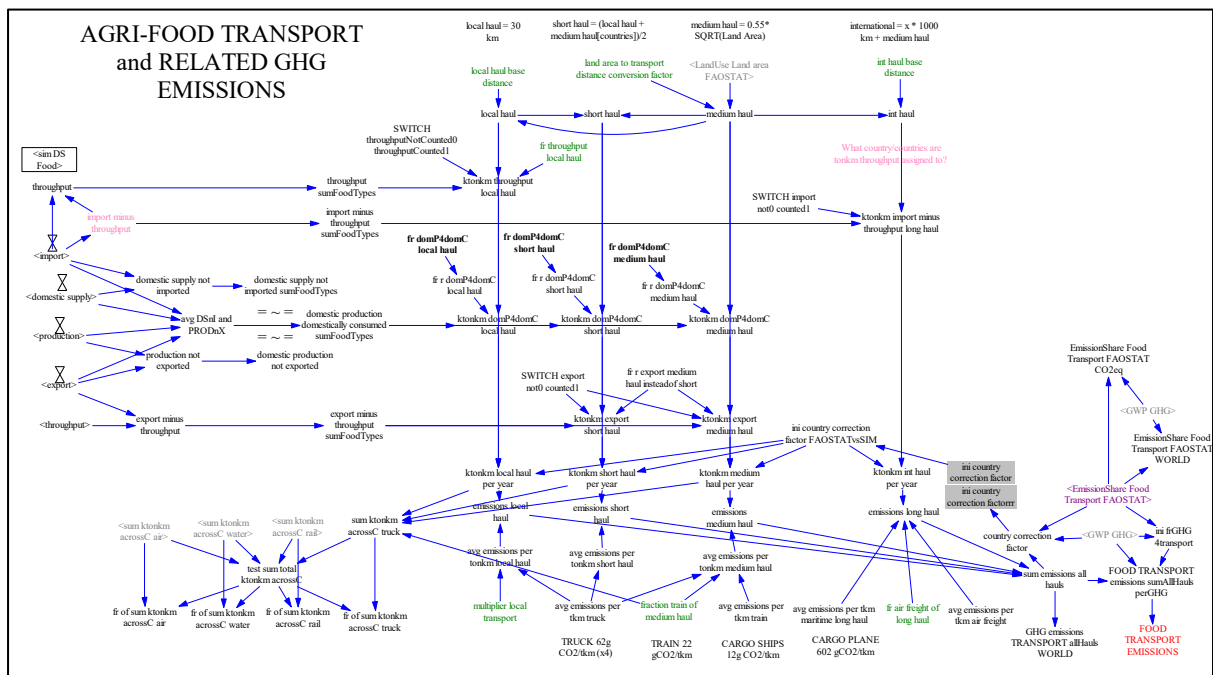 AGRI-FOOD TRANSPORT
and RELATED GHG
EMISSIONS
local haul = 30
km
short haul = (local haul +
medium haul[countries])/2
medium haul = 0.55*
SQRT(Land Area)
international = x * 1000
km + medium haul
local haul base
distance
land area to transport
distance conversion factor
<LandUse Land area
FAOSTAT>
int haul base
distance
local haul
short haul
medium haul
int haul
SWITCH
throughputNotCounted0
throughputCounted1
fr throughput
local haul
What country/countries are
tonkm throughput assigned to?
<sim DS
Food>
throughput
throughput
sumFoodTypes
ktonkm throughput
local haul
SWITCH import
not0 counted1
import minus
throughput
import minus
throughput
sumFoodTypes
ktonkm import minus
throughput long haul
<import>
fr domP4domC
local haul
fr domP4domC
short haul
fr domP4domC
medium haul
fr r domP4domC
local haul
fr r domP4domC
short haul
fr r domP4domC
medium haul
domestic supply not
imported
domestic supply not
imported sumFoodTypes
<domestic supply>
avg DSnI and
PRODnX
= ~ =
= ~ =
domestic production
domestically consumed
sumFoodTypes
ktonkm domP4domC
local haul
ktonkm domP4domC
short haul
ktonkm domP4domC
medium haul
<production>
production not
exported
domestic production
not exported
<export>
SWITCH export
not0 counted1
fr r export medium
haul insteadof short
<throughput>
export minus
throughput
export minus
throughput
sumFoodTypes
ktonkm export
short haul
ktonkm export
medium haul
ini country correction
factor FAOSTATvsSIM
EmissionShare Food
Transport FAOSTAT
CO2eq
<GWP GHG>
EmissionShare Food
Transport FAOSTAT
WORLD
ktonkm local haul
per year
ktonkm short haul
per year
ktonkm medium
haul per year
ktonkm int haul
per year
ini country
correction factor
ini country
correction factorrr
<EmissionShare Food
Transport FAOSTAT>
emissions local
haul
emissions short
haul
emissions
medium haul
emissions long haul
<sum ktonkm
acrossC air>
<sum ktonkm
acrossC water>
<sum ktonkm
acrossC rail>
sum ktonkm
acrossC truck
country correction
factor
<GWP GHG>
ini frGHG
4transport
test sum total
ktonkm acrossC
avg emissions per
tonkm local haul
avg emissions per
tonkm short haul
avg emissions per
tonkm medium haul
sum emissions all
hauls
FOOD TRANSPORT
emissions sumAllHauls
perGHG
fr of sum ktonkm
acrossC air
fr of sum ktonkm
acrossC water
fr of sum ktonkm
acrossC rail
fr of sum ktonkm
acrossC truck
multiplier local
transport
avg emissions per
tkm truck
fraction train of
medium haul
avg emissions per
tkm train
avg emissions per tkm
maritime long haul
fr air freight of
long haul
avg emissions per
tkm air freight
TRUCK 62g
CO2/tkm (x4)
TRAIN 22
gCO2/tkm
CARGO SHIPS
12g CO2/tkm
CARGO PLANE
602 gCO2/tkm
GHG emissions
TRANSPORT allHauls
WORLD
FOOD
TRANSPORT
EMISSIONS